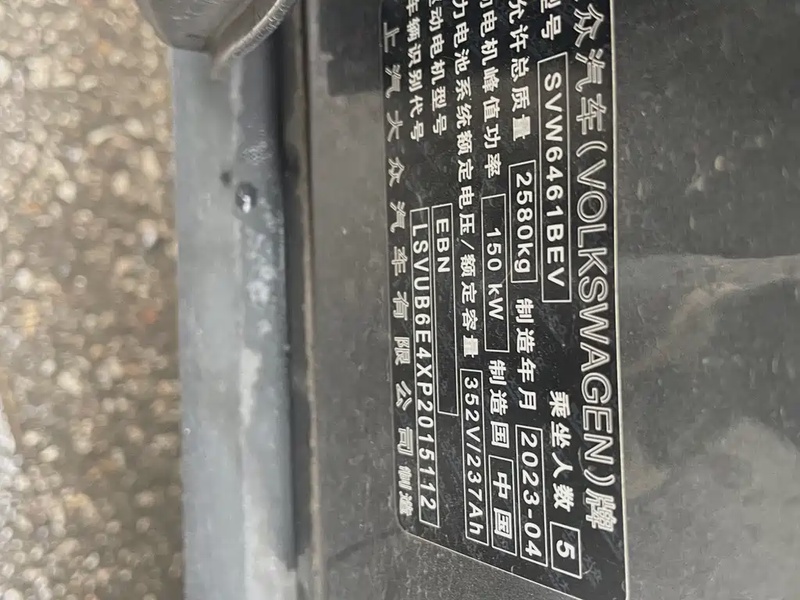 众汽车(VOLKSWAGEN)牌
型号 SVW6461BEV 乘坐人数 5
允许总质量 2580kg 制造年月 2023-04
动电机峰值功率 150 kW 制造国 中国
力电池系统额定电压/额定容量 352V/237Ah
动电机型号 EBN
车辆识别代号 LSVUB6E4XP2015112
上汽大众汽车有限公司制造